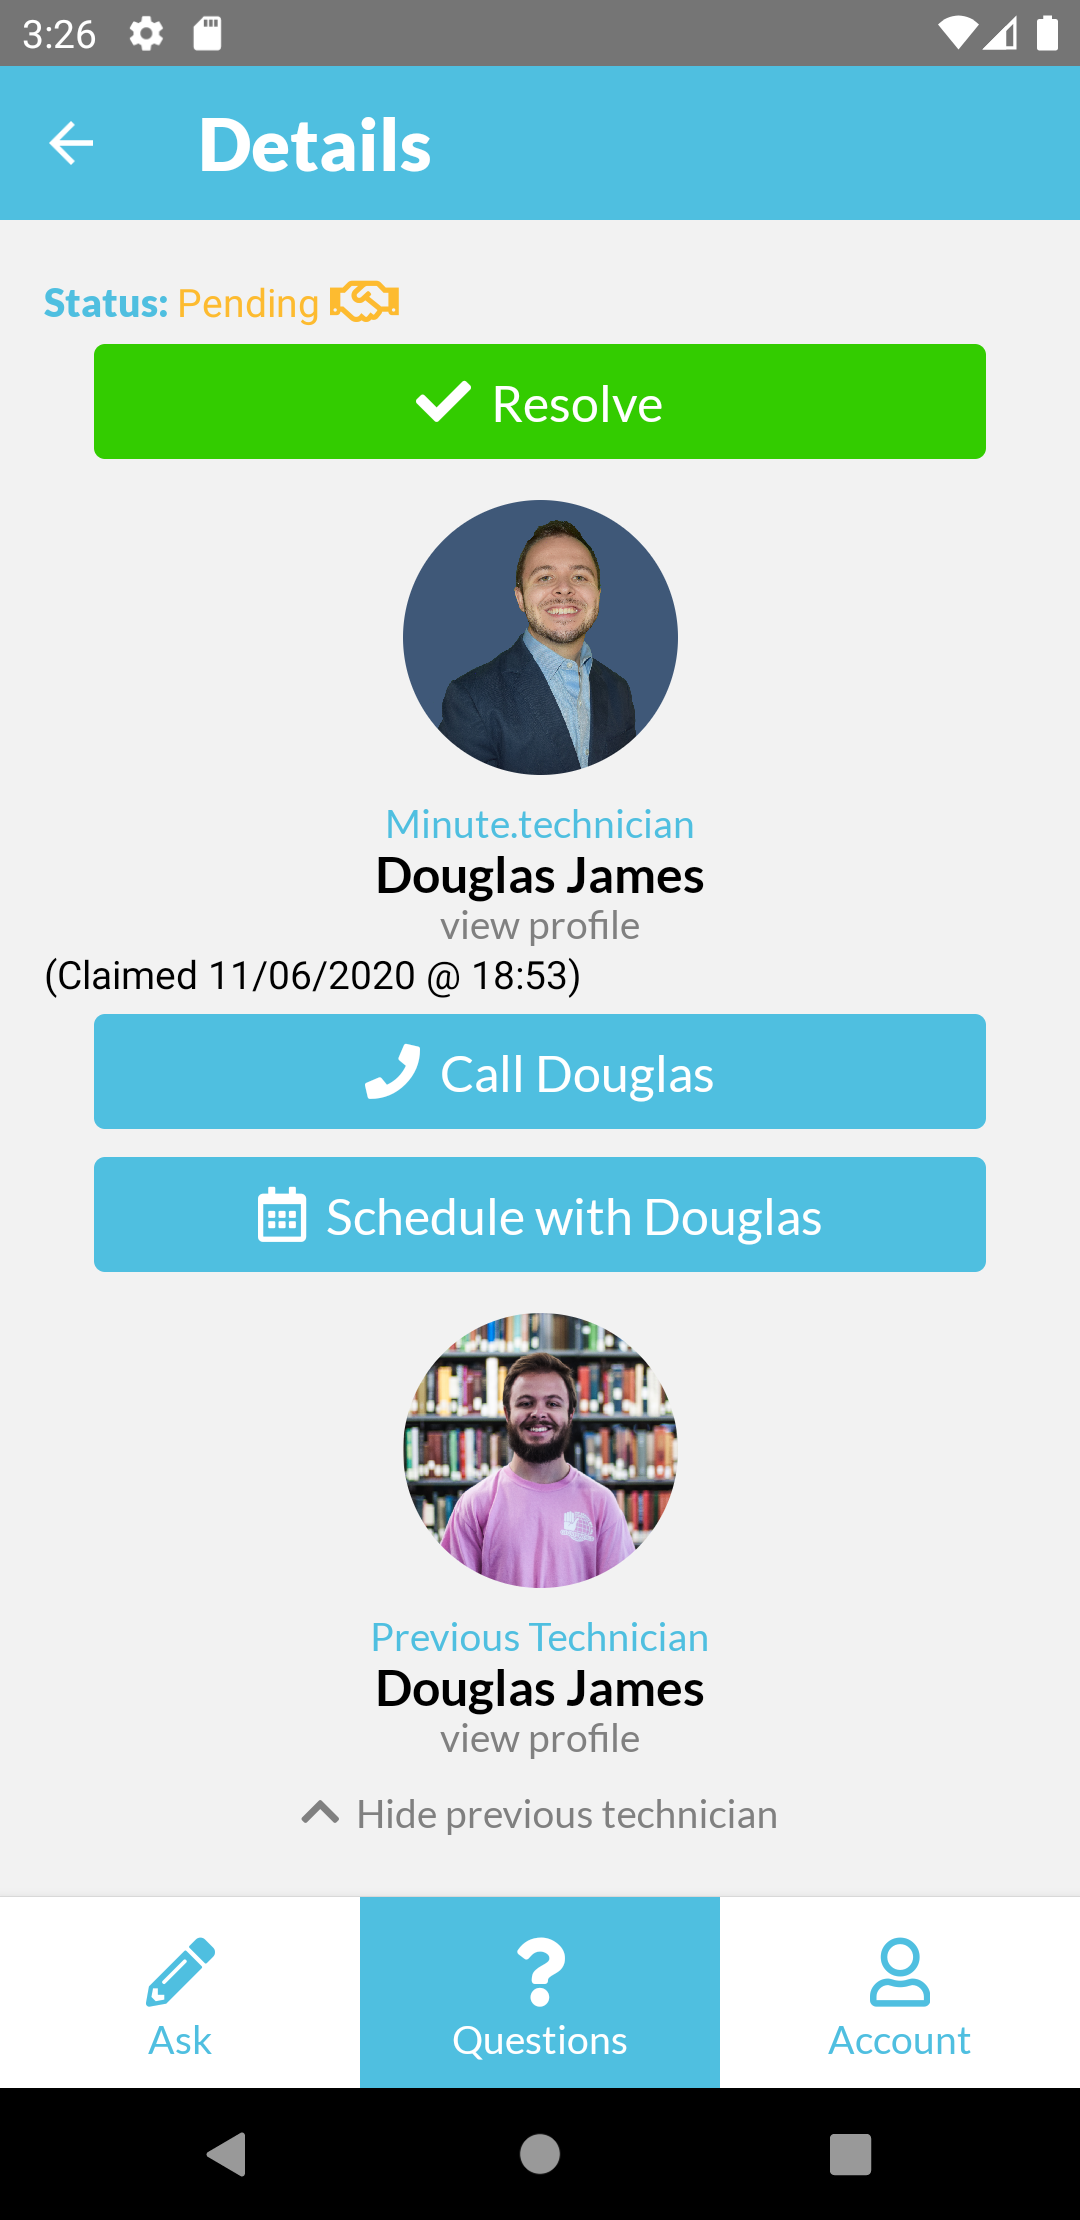 3:26
Details
Status: Pending
Resolve
Minute.technician
Douglas James
view profile
(Claimed 11/06/2020 @ 18:53)
Call Douglas
Schedule with Douglas
Previous Technician
Douglas James
view profile
Hide previous technician
Ask
Questions
Account